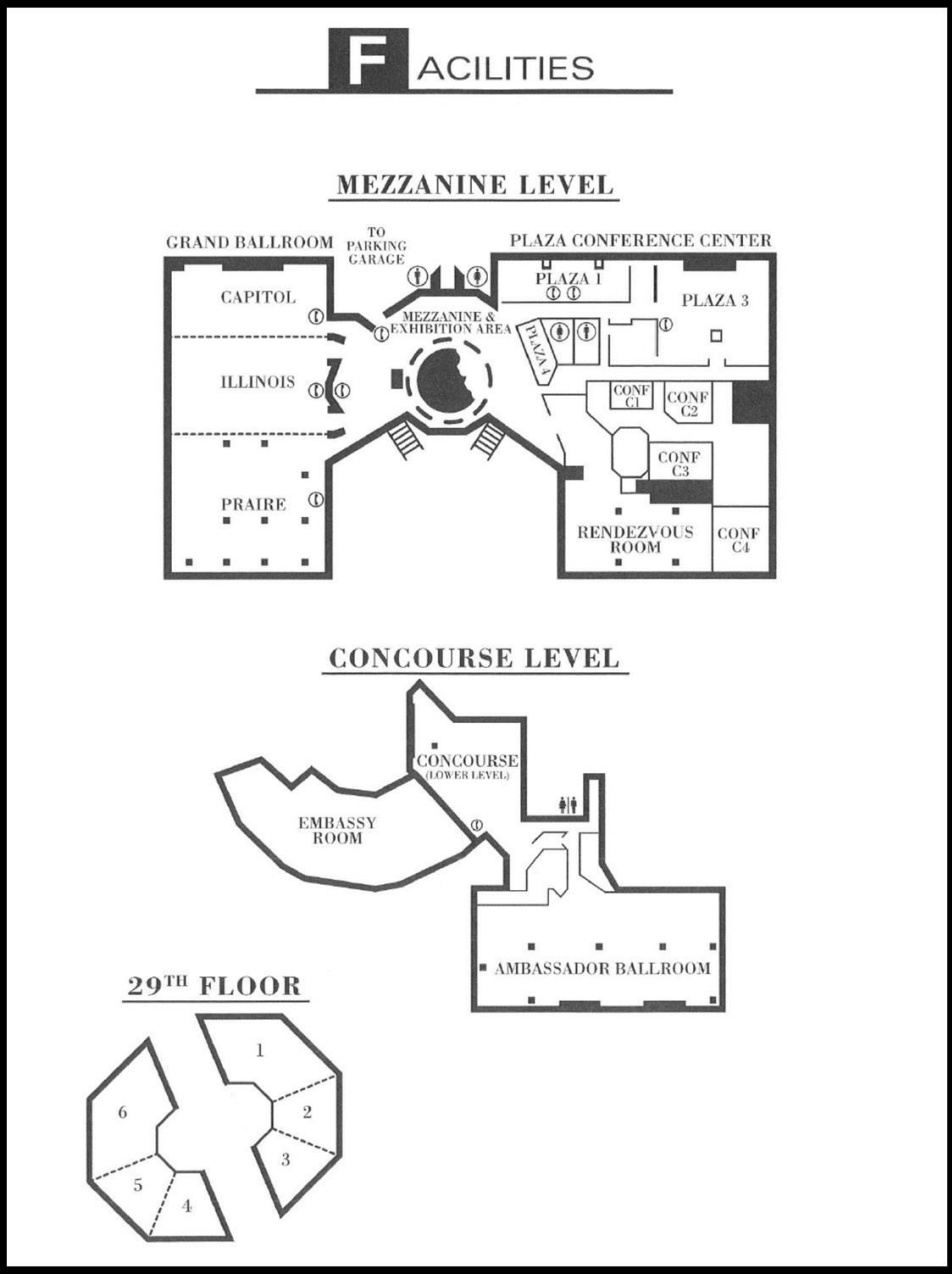 FACILITIES
MEZZANINE LEVEL
GRAND BALLROOM
TO
PARKING
GARAGE
PLAZA CONFERENCE CENTER
CAPITOL
MEZZANINE &
EXHIBITION AREA
PLAZA 1
PLAZA 3
PLAZA 4
ILLINOIS
CONF
C1
CONF
C2
CONF
C3
PRAIRE
RENDEZVOUS
ROOM
CONF
C4
CONCOURSE LEVEL
CONCOURSE
(LOWER LEVEL)
EMBASSY
ROOM
AMBASSADOR BALLROOM
29TH FLOOR
1
2
3
4
5
6